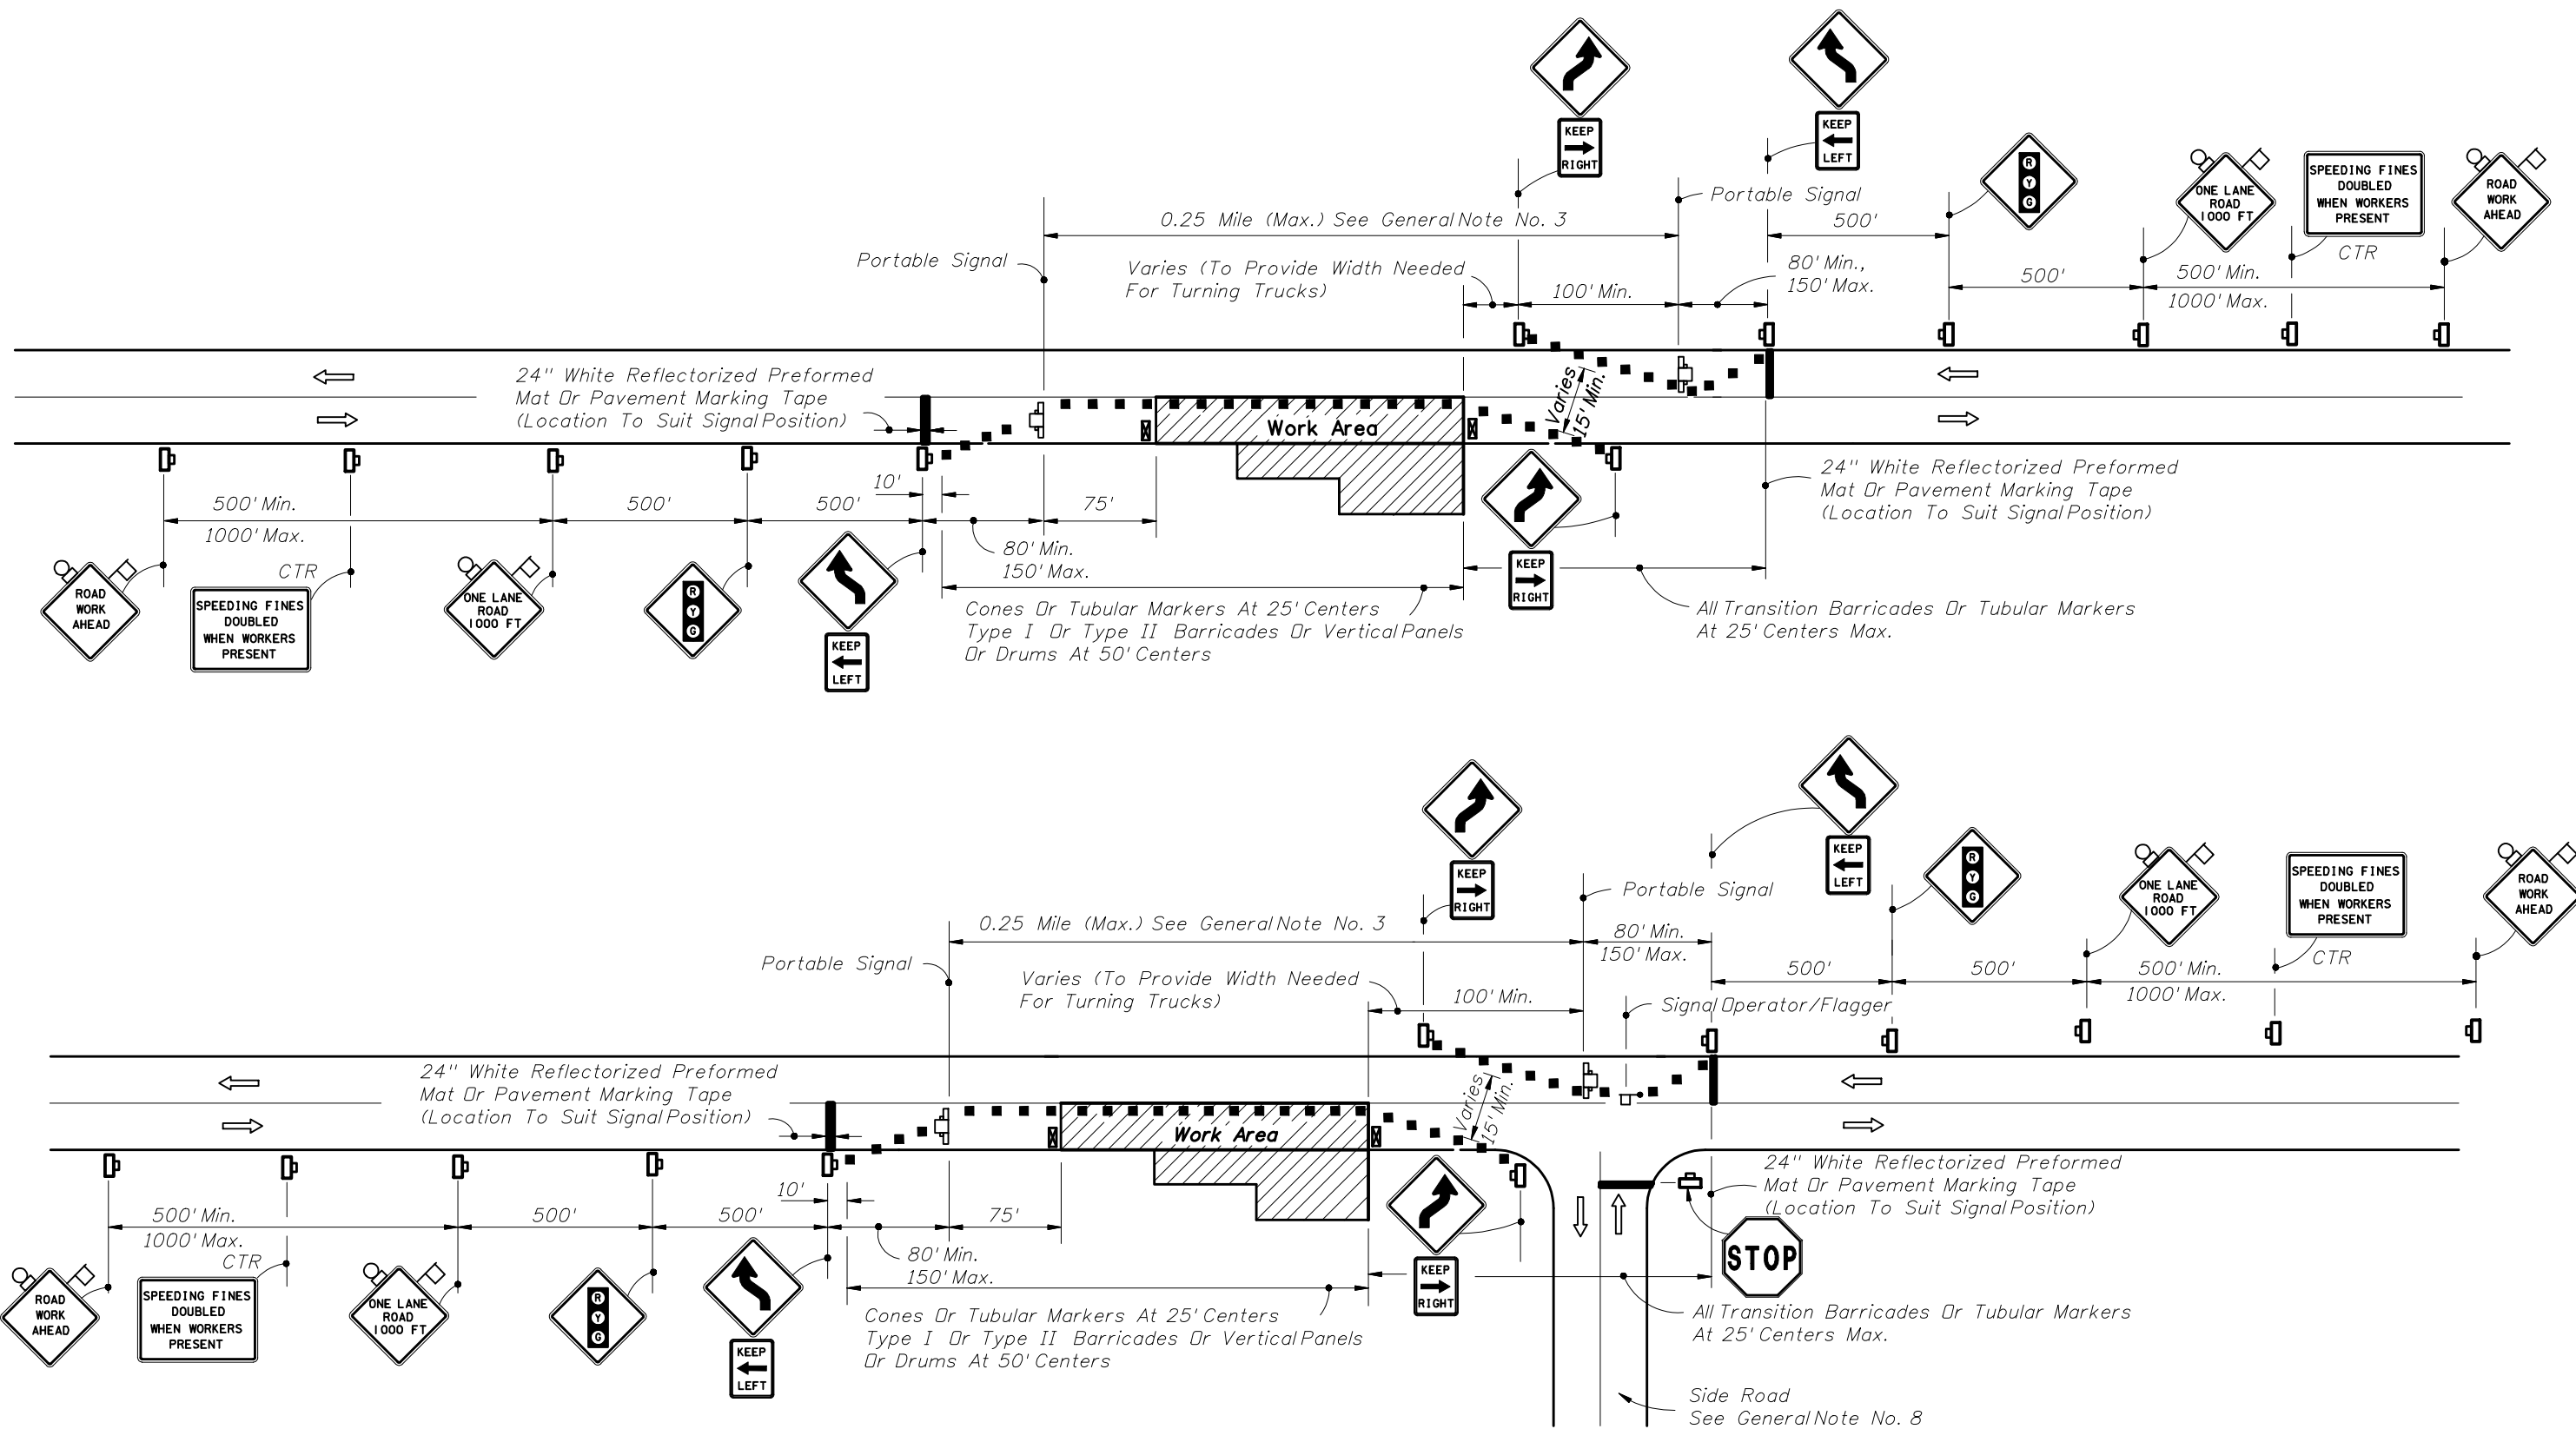 KEEP
RIGHT
KEEP
LEFT
Portable Signal
0.25 Mile (Max.) See General Note No. 3
500'
R
Y
G
ONE LANE
ROAD
1000 FT
SPEEDING FINES
DOUBLED
WHEN WORKERS
PRESENT
ROAD
WORK
AHEAD
CTR
Portable Signal
Varies (To Provide Width Needed
For Turning Trucks)
100' Min.
80' Min.,
150' Max.
500'
500' Min.
1000' Max.
24" White Reflectorized Preformed
Mat Or Pavement Marking Tape
(Location To Suit Signal Position)
Work Area
Varies
15' Min.
24" White Reflectorized Preformed
Mat Or Pavement Marking Tape
(Location To Suit Signal Position)
500' Min.
1000' Max.
500'
500'
10'
75'
80' Min.
150' Max.
CTR
ROAD
WORK
AHEAD
SPEEDING FINES
DOUBLED
WHEN WORKERS
PRESENT
ONE LANE
ROAD
1000 FT
R
Y
G
KEEP
LEFT
Cones Or Tubular Markers At 25' Centers
Type I Or Type II Barricades Or Vertical Panels
Or Drums At 50' Centers
KEEP
RIGHT
All Transition Barricades Or Tubular Markers
At 25' Centers Max.
KEEP
RIGHT
KEEP
LEFT
Portable Signal
0.25 Mile (Max.) See General Note No. 3
80' Min.
150' Max.
R
Y
G
ONE LANE
ROAD
1000 FT
SPEEDING FINES
DOUBLED
WHEN WORKERS
PRESENT
ROAD
WORK
AHEAD
CTR
Portable Signal
Varies (To Provide Width Needed
For Turning Trucks)
100' Min.
500'
500'
500' Min.
1000' Max.
Signal Operator/Flagger
24" White Reflectorized Preformed
Mat Or Pavement Marking Tape
(Location To Suit Signal Position)
Work Area
Varies
15' Min.
24" White Reflectorized Preformed
Mat Or Pavement Marking Tape
(Location To Suit Signal Position)
STOP
500' Min.
1000' Max.
500'
500'
10'
75'
80' Min.
150' Max.
CTR
ROAD
WORK
AHEAD
SPEEDING FINES
DOUBLED
WHEN WORKERS
PRESENT
ONE LANE
ROAD
1000 FT
R
Y
G
KEEP
LEFT
Cones Or Tubular Markers At 25' Centers
Type I Or Type II Barricades Or Vertical Panels
Or Drums At 50' Centers
KEEP
RIGHT
All Transition Barricades Or Tubular Markers
At 25' Centers Max.
Side Road
See General Note No. 8